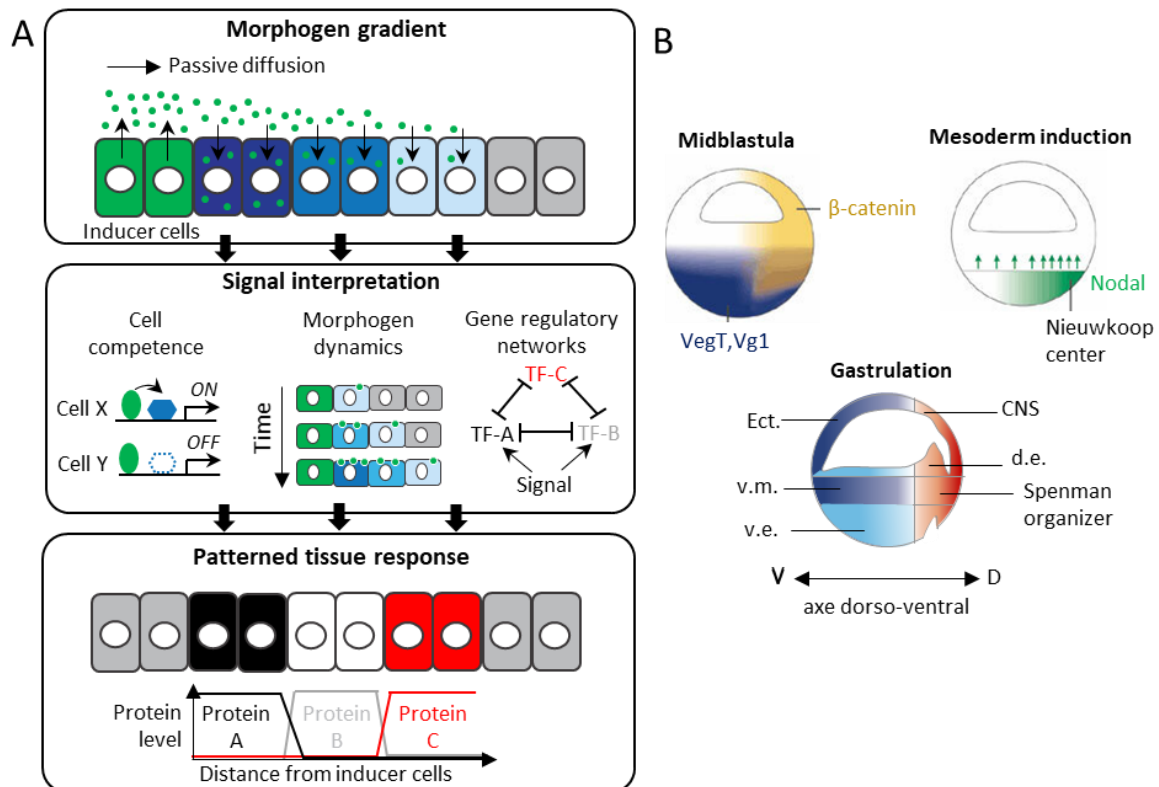 A
Morphogen gradient
Passive diffusion
Inducer cells
Signal interpretation
Cell
competence
Cell X
ON
Cell Y
OFF
Morphogen
dynamics
Time
Gene regulatory
networks
TF-C
TF-A
TF-B
Signal
Patterned tissue response
Protein
level
Protein
A
Protein
B
Protein
C
Distance from inducer cells
B
Midblastula
β-catenin
VegT,Vg1
Mesoderm induction
Nodal
Nieuwkoop
center
Gastrulation
Ect.
CNS
d.e.
v.m.
Spenman
organizer
v.e.
V
D
axe dorso-ventral